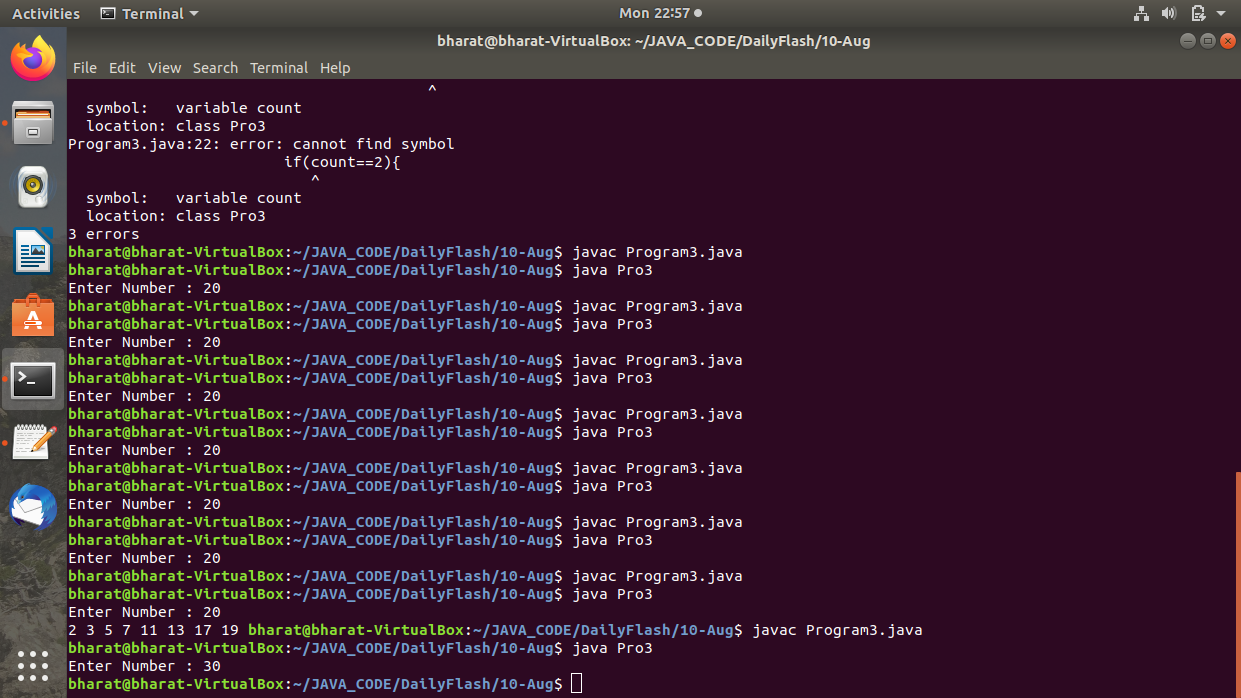 Activities Terminal Mon 22:57
bharat@bharat-VirtualBox: ~/JAVA_CODE/DailyFlash/10-Aug
File Edit View Search Terminal Help
^
symbol:   variable count
location: class Pro3
Program3.java:22: error: cannot find symbol
if(count==2){
^
symbol:   variable count
location: class Pro3
3 errors
bharat@bharat-VirtualBox:~/JAVA_CODE/DailyFlash/10-Aug$ javac Program3.java
bharat@bharat-VirtualBox:~/JAVA_CODE/DailyFlash/10-Aug$ java Pro3
Enter Number : 20
bharat@bharat-VirtualBox:~/JAVA_CODE/DailyFlash/10-Aug$ javac Program3.java
bharat@bharat-VirtualBox:~/JAVA_CODE/DailyFlash/10-Aug$ java Pro3
Enter Number : 20
bharat@bharat-VirtualBox:~/JAVA_CODE/DailyFlash/10-Aug$ javac Program3.java
bharat@bharat-VirtualBox:~/JAVA_CODE/DailyFlash/10-Aug$ java Pro3
Enter Number : 20
bharat@bharat-VirtualBox:~/JAVA_CODE/DailyFlash/10-Aug$ javac Program3.java
bharat@bharat-VirtualBox:~/JAVA_CODE/DailyFlash/10-Aug$ java Pro3
Enter Number : 20
bharat@bharat-VirtualBox:~/JAVA_CODE/DailyFlash/10-Aug$ javac Program3.java
bharat@bharat-VirtualBox:~/JAVA_CODE/DailyFlash/10-Aug$ java Pro3
Enter Number : 20
bharat@bharat-VirtualBox:~/JAVA_CODE/DailyFlash/10-Aug$ javac Program3.java
bharat@bharat-VirtualBox:~/JAVA_CODE/DailyFlash/10-Aug$ java Pro3
Enter Number : 20
bharat@bharat-VirtualBox:~/JAVA_CODE/DailyFlash/10-Aug$ javac Program3.java
bharat@bharat-VirtualBox:~/JAVA_CODE/DailyFlash/10-Aug$ java Pro3
Enter Number : 20
2 3 5 7 11 13 17 19 bharat@bharat-VirtualBox:~/JAVA_CODE/DailyFlash/10-Aug$ javac Program3.java
bharat@bharat-VirtualBox:~/JAVA_CODE/DailyFlash/10-Aug$ java Pro3
Enter Number : 30
bharat@bharat-VirtualBox:~/JAVA_CODE/DailyFlash/10-Aug$